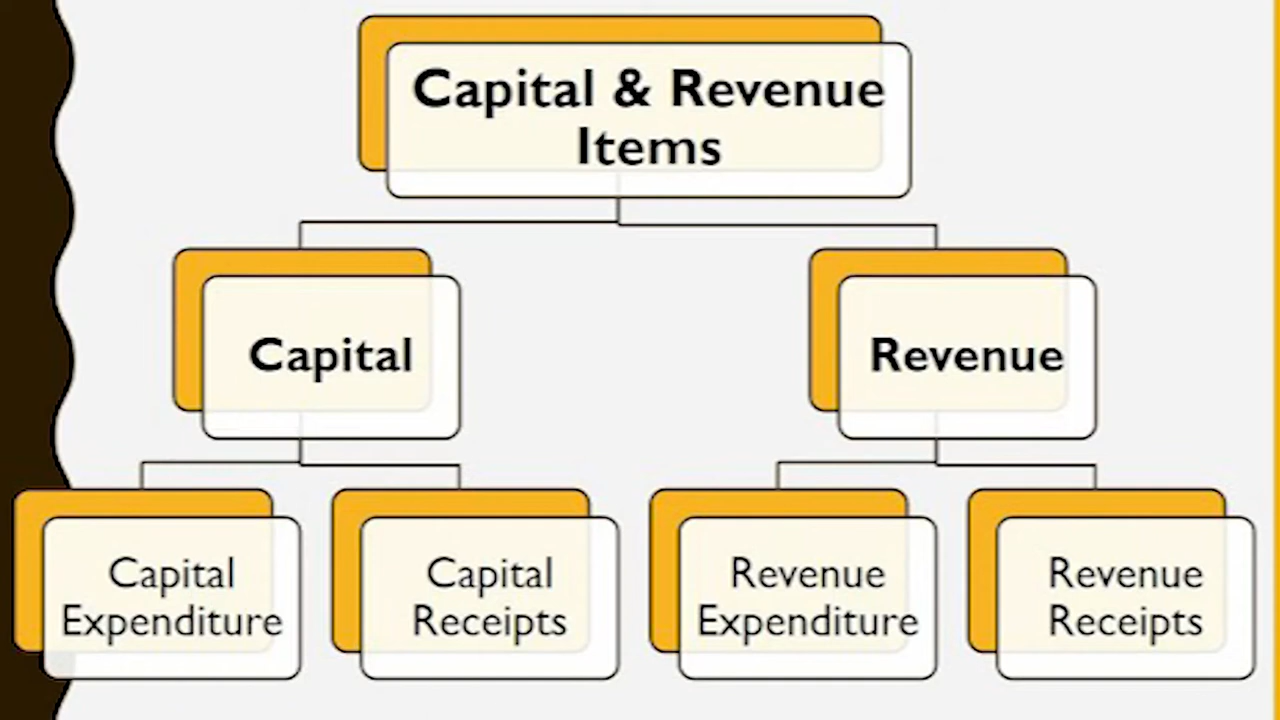 Capital & Revenue
Items
Capital
Revenue
Capital
Expenditure
Capital
Receipts
Revenue
Expenditure
Revenue
Receipts